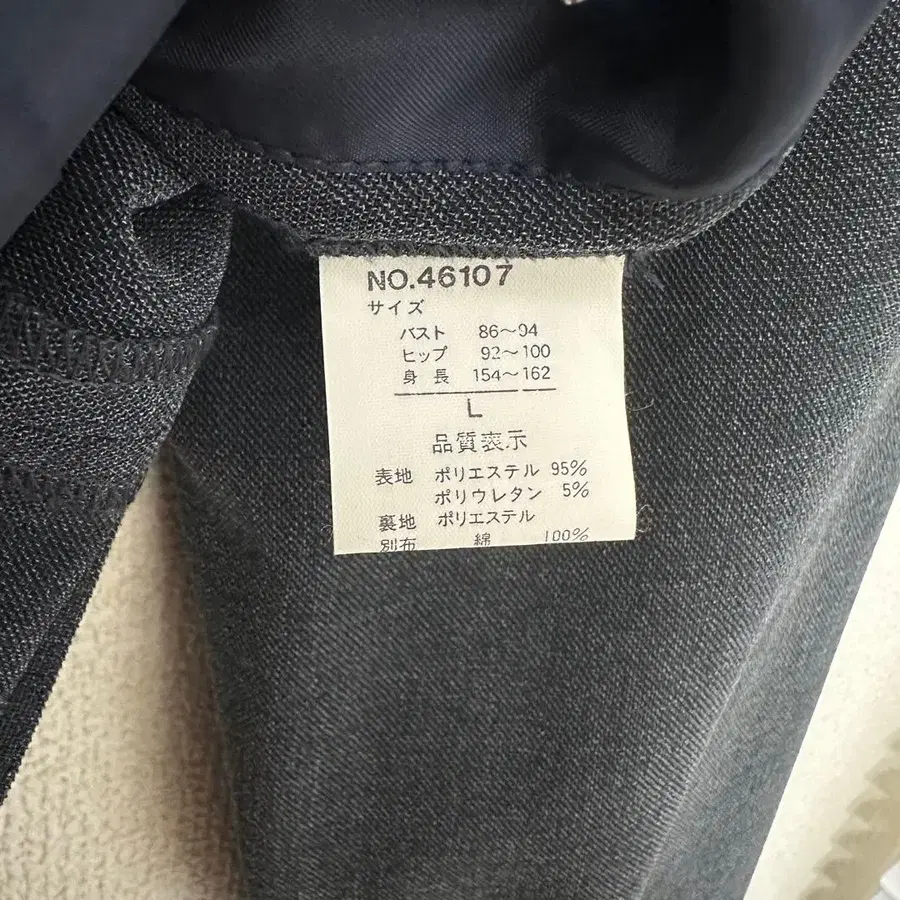 NO.46107
サイズ
バスト 86〜94
ヒップ 92〜100
身長 154〜162
L
品質表示
表地 ポリエステル 95%
ポリウレタン 5%
裏地 ポリエステル
別布 綿 100%